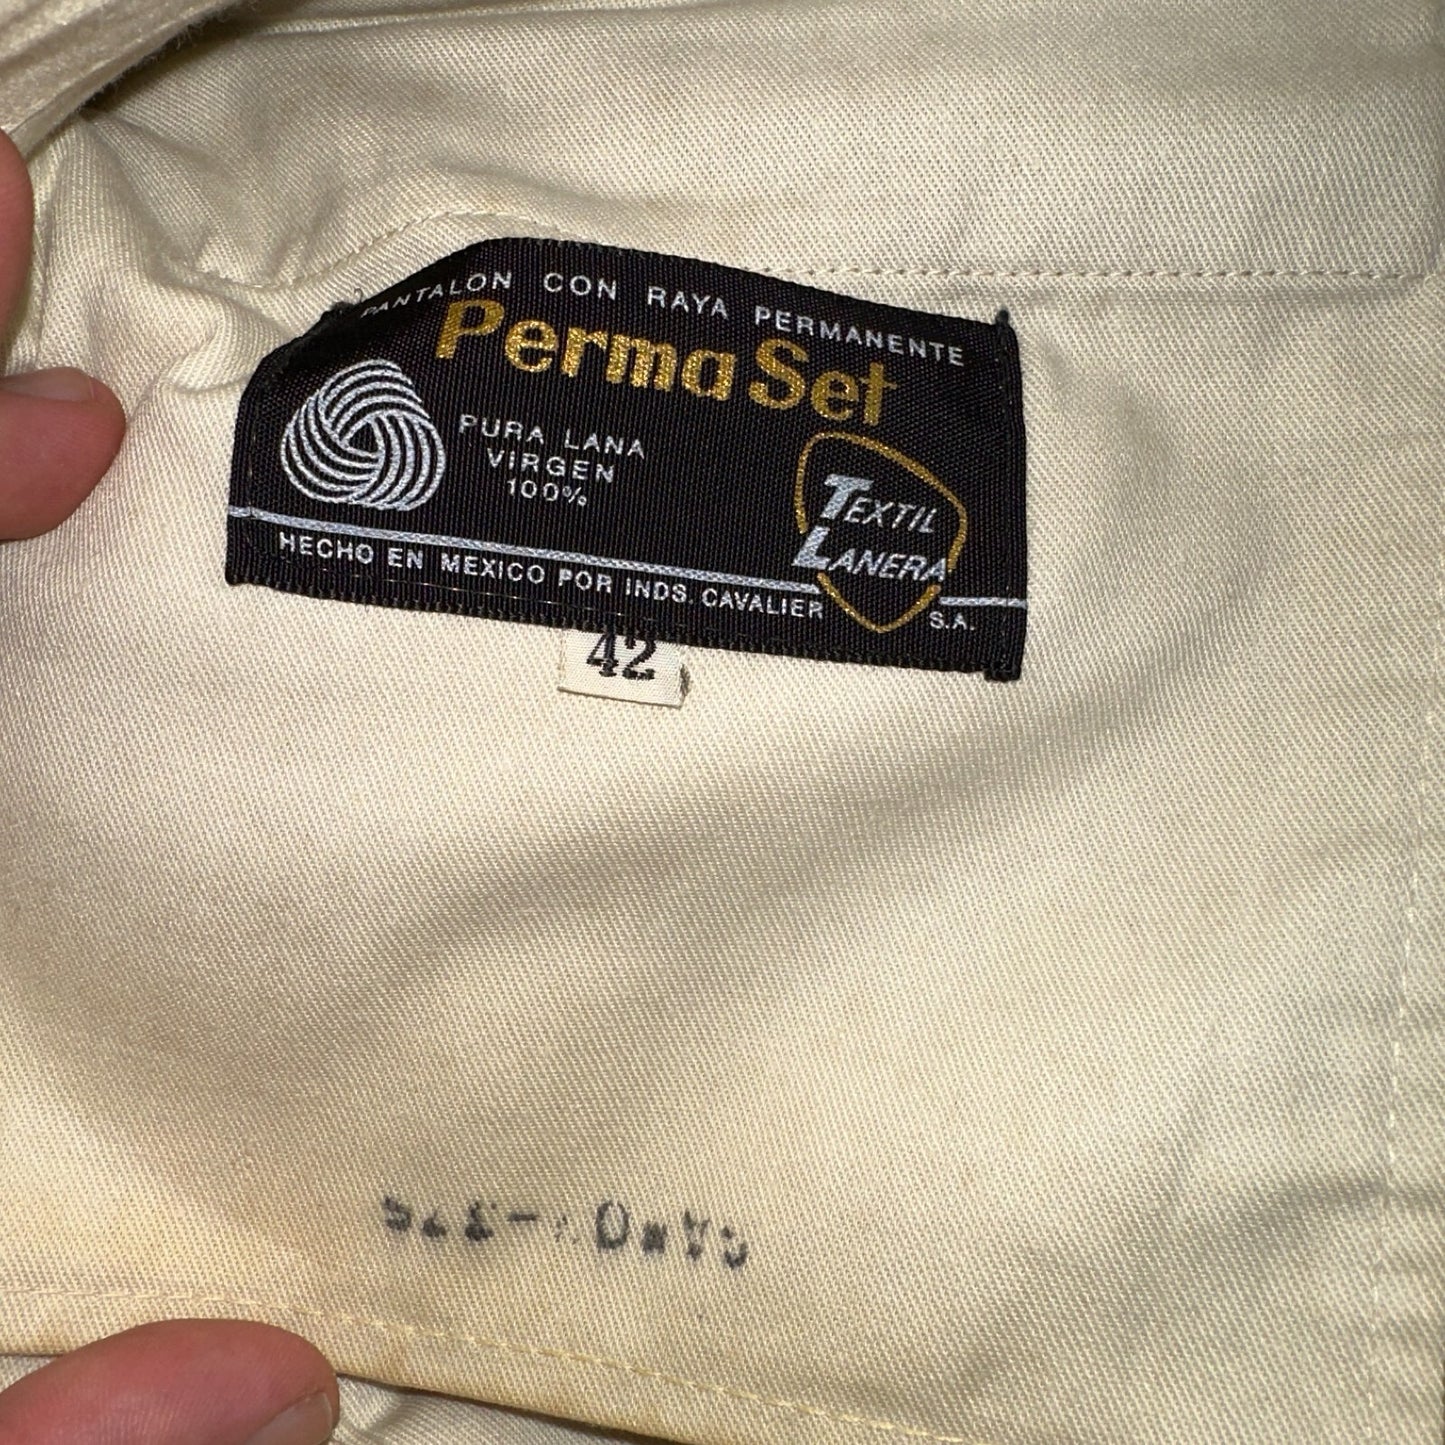 PANTALON CON RAYA PERMANENTE
Perma Set
PURA LANA
VIRGEN
100%
TEXTIL
LANERA
S.A.
HECHO EN MEXICO POR INDS. CAVALIER
42